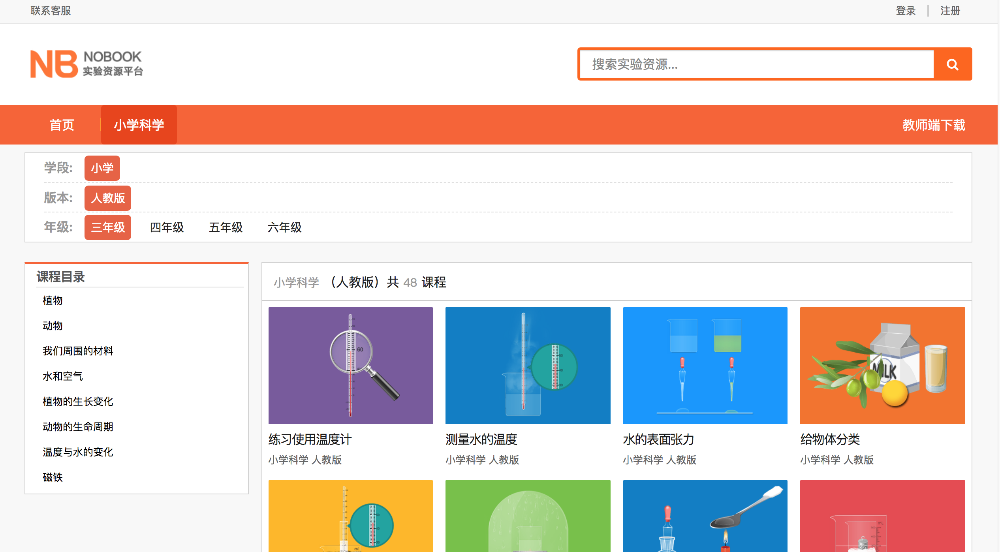 联系客服
登录
注册
NB NOBOOK
实验资源平台
搜索实验资源...
首页
小学科学
教师端下载
学段: 小学
版本: 人教版
年级: 三年级 四年级 五年级 六年级
课程目录
植物
动物
我们周围的材料
水和空气
植物的生长变化
动物的生命周期
温度与水的变化
磁铁
小学科学 （人教版）共 48 课程
60
50
40
30
MILK
练习使用温度计
小学科学 人教版
测量水的温度
小学科学 人教版
水的表面张力
小学科学 人教版
给物体分类
小学科学 人教版
50
40
30
ml
ml